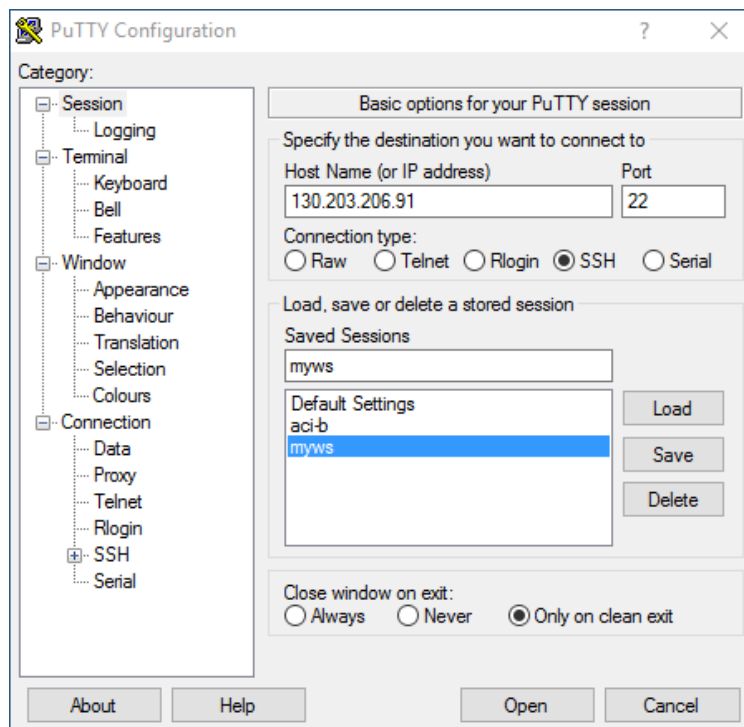 PuTTY Configuration
?
Category:
Session
Logging
Terminal
Keyboard
Bell
Features
Window
Appearance
Behaviour
Translation
Selection
Colours
Connection
Data
Proxy
Telnet
Rlogin
SSH
Serial
Basic options for your PuTTY session
Specify the destination you want to connect to
Host Name (or IP address) Port
130.203.206.91 22
Connection type:
Raw Telnet Rlogin SSH Serial
Load, save or delete a stored session
Saved Sessions
myws
Default Settings
aci-b
myws
Load
Save
Delete
Close window on exit:
Always Never Only on clean exit
About Help Open Cancel